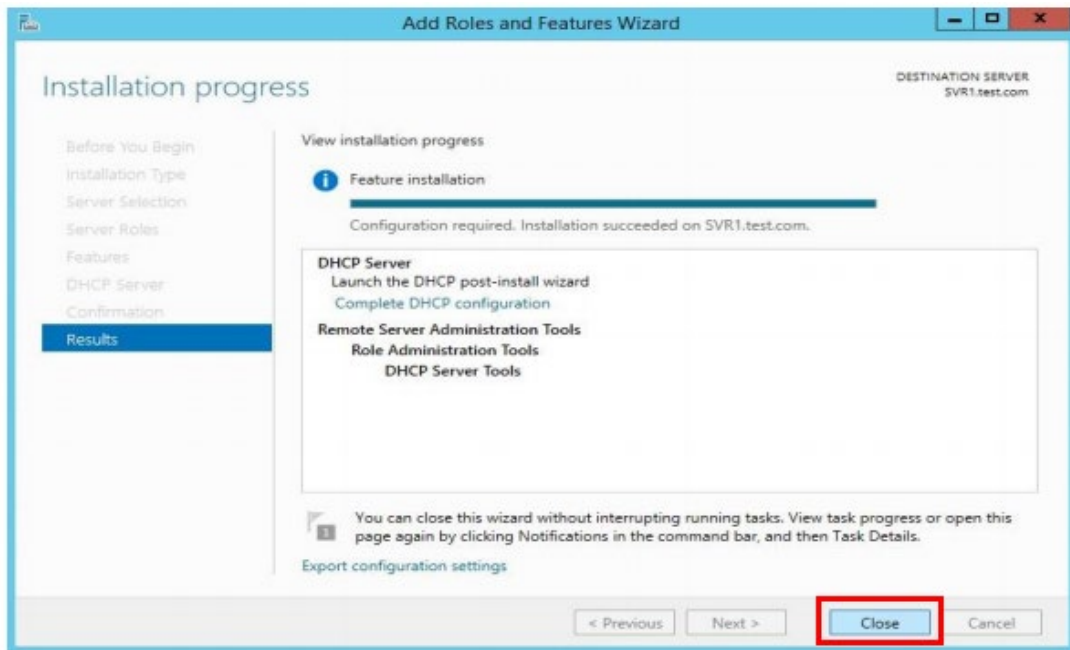 Add Roles and Features Wizard
Installation progress
DESTINATION SERVER
SVR1.test.com
Before You Begin
Installation Type
Server Selection
Server Roles
Features
DHCP Server
Confirmation
Results
View installation progress
Feature installation
Configuration required. Installation succeeded on SVR1.test.com.
DHCP Server
Launch the DHCP post-install wizard
Complete DHCP configuration
Remote Server Administration Tools
Role Administration Tools
DHCP Server Tools
1
You can close this wizard without interrupting running tasks. View task progress or open this
page again by clicking Notifications in the command bar, and then Task Details.
Export configuration settings
< Previous
Next >
Close
Cancel